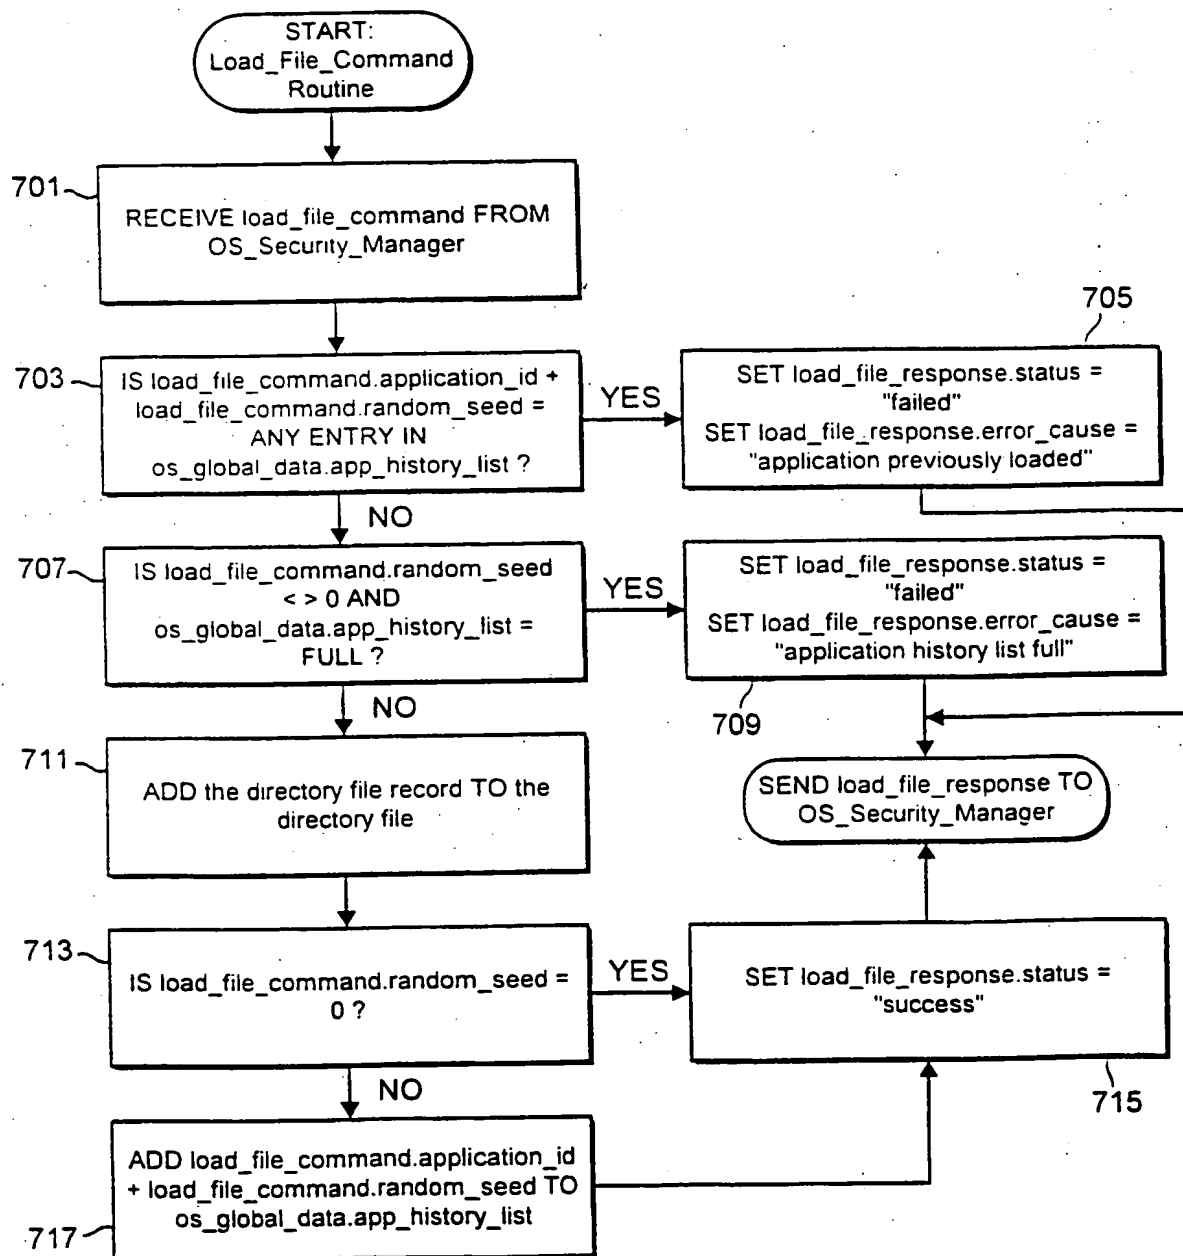 START:
Load_File_Command
Routine
701
RECEIVE load_file_command FROM
OS_Security_Manager
703
IS load_file_command.application_id +
load_file_command.random_seed =
ANY ENTRY IN
os_global_data.app_history_list ?
YES
705
SET load_file_response.status =
"failed"
SET load_file_response.error_cause =
"application previously loaded"
NO
707
IS load_file_command.random_seed
< > 0 AND
os_global_data.app_history_list =
FULL ?
YES
SET load_file_response.status =
"failed"
SET load_file_response.error_cause =
"application history list full"
709
NO
711
ADD the directory file record TO the
directory file
SEND load_file_response TO
OS_Security_Manager
713
IS load_file_command.random_seed =
0 ?
YES
SET load_file_response.status =
"success"
715
NO
717
ADD load_file_command.application_id
+ load_file_command.random_seed TO
os_global_data.app_history_list